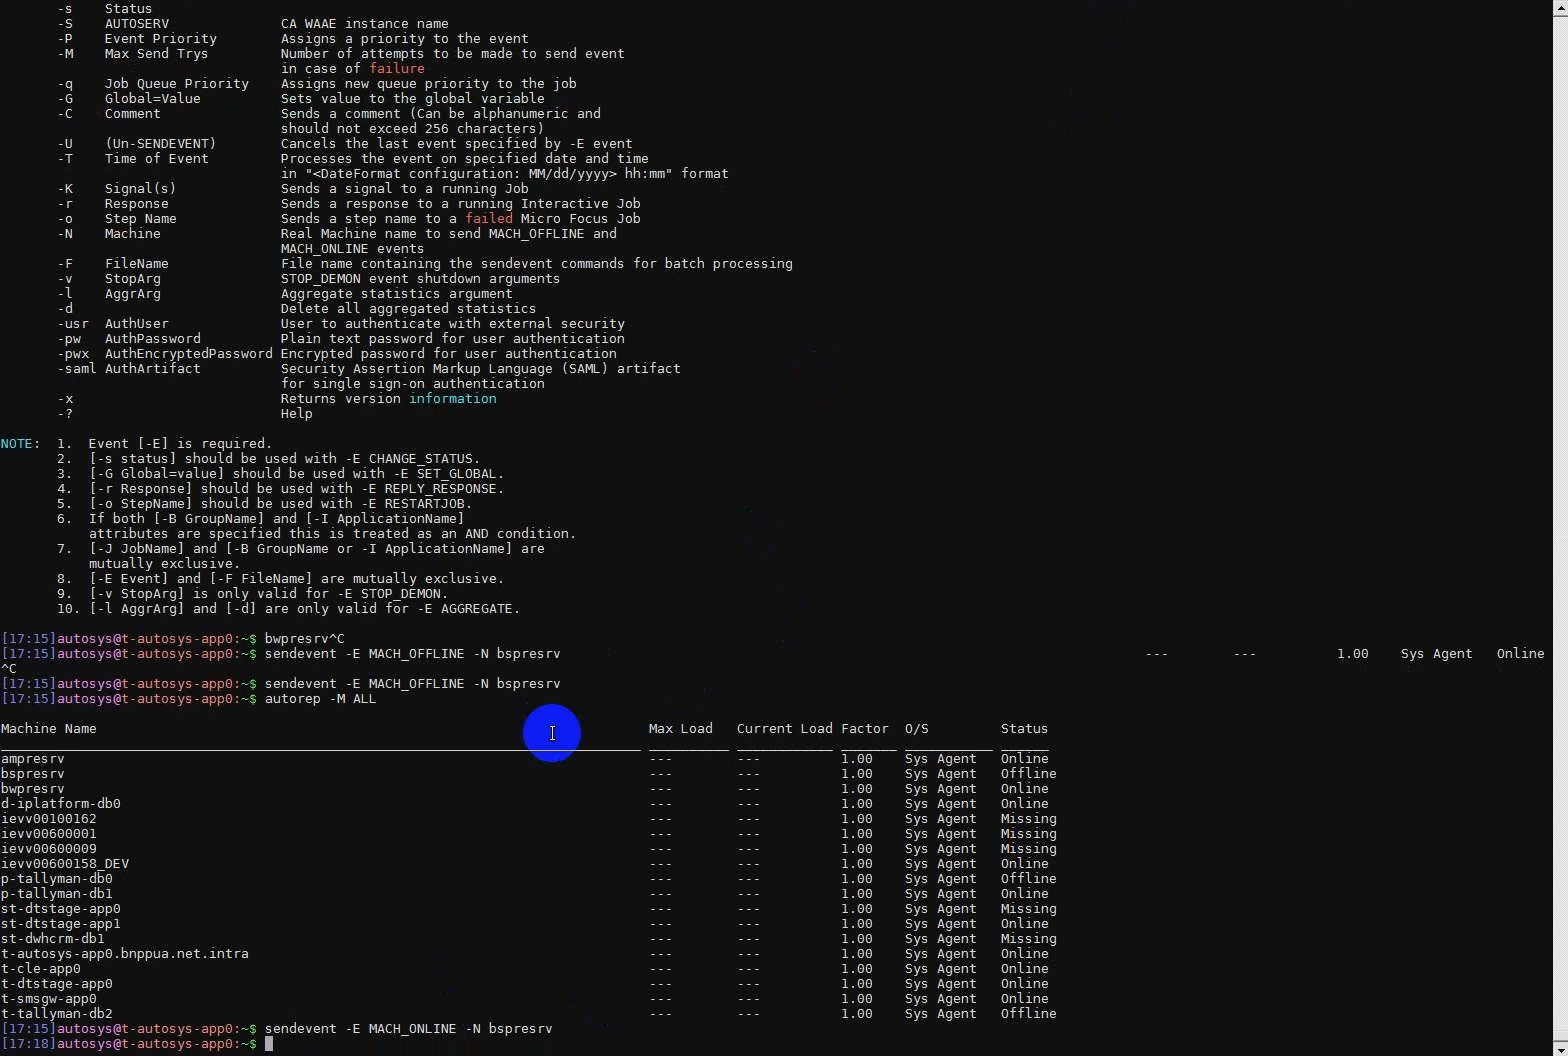 -s Status
-S AUTOSERV CA WAAE instance name
-P Event Priority Assigns a priority to the event
-M Max Send Trys Number of attempts to be made to send event
in case of failure
-q Job Queue Priority Assigns new queue priority to the job
-G Global=Value Sets value to the global variable
-C Comment Sends a comment (Can be alphanumeric and
should not exceed 256 characters)
-U (Un-SENDEVENT) Cancels the last event specified by -E event
-T Time of Event Processes the event on specified date and time
in "<DateFormat configuration: MM/dd/yyyy> hh:mm" format
-K Signal(s) Sends a signal to a running Job
-r Response Sends a response to a running Interactive Job
-o Step Name Sends a step name to a failed Micro Focus Job
-N Machine Real Machine name to send MACH_OFFLINE and
MACH_ONLINE events
-F FileName File name containing the sendevent commands for batch processing
-v StopArg STOP_DEMON event shutdown arguments
-l AggrArg Aggregate statistics argument
-d Delete all aggregated statistics
-usr AuthUser User to authenticate with external security
-pw AuthPassword Plain text password for user authentication
-pwx AuthEncryptedPassword Encrypted password for user authentication
-saml AuthArtifact Security Assertion Markup Language (SAML) artifact
for single sign-on authentication
-x Returns version information
-? Help
NOTE: 1. Event [-E] is required.
2. [-s status] should be used with -E CHANGE_STATUS.
3. [-G Global=value] should be used with -E SET_GLOBAL.
4. [-r Response] should be used with -E REPLY_RESPONSE.
5. [-o StepName] should be used with -E RESTARTJOB.
6. If both [-B GroupName] and [-I ApplicationName]
attributes are specified this is treated as an AND condition.
7. [-J JobName] and [-B GroupName or -I ApplicationName] are
mutually exclusive.
8. [-E Event] and [-F FileName] are mutually exclusive.
9. [-v StopArg] is only valid for -E STOP_DEMON.
10. [-l AggrArg] and [-d] are only valid for -E AGGREGATE.
[17:15]autosys@t-autosys-app0:~$ bwpresrv^C
[17:15]autosys@t-autosys-app0:~$ sendevent -E MACH_OFFLINE -N bspresrv --- --- 1.00 Sys Agent Online
^C
[17:15]autosys@t-autosys-app0:~$ sendevent -E MACH_OFFLINE -N bspresrv
[17:15]autosys@t-autosys-app0:~$ autorep -M ALL
Machine Name Max Load Current Load Factor O/S Status
ampresrv --- --- 1.00 Sys Agent Online
bspresrv --- --- 1.00 Sys Agent Offline
bwpresrv --- --- 1.00 Sys Agent Online
d-iplatform-db0 --- --- 1.00 Sys Agent Online
ievv00100162 --- --- 1.00 Sys Agent Missing
ievv00600001 --- --- 1.00 Sys Agent Missing
ievv00600009 --- --- 1.00 Sys Agent Missing
ievv00600158_DEV --- --- 1.00 Sys Agent Online
p-tallyman-db0 --- --- 1.00 Sys Agent Offline
p-tallyman-db1 --- --- 1.00 Sys Agent Online
st-dtstage-app0 --- --- 1.00 Sys Agent Missing
st-dtstage-app1 --- --- 1.00 Sys Agent Online
st-dwhcrm-db1 --- --- 1.00 Sys Agent Missing
t-autosys-app0.bnppua.net.intra --- --- 1.00 Sys Agent Online
t-cle-app0 --- --- 1.00 Sys Agent Online
t-dtstage-app0 --- --- 1.00 Sys Agent Online
t-smsgw-app0 --- --- 1.00 Sys Agent Online
t-tallyman-db2 --- --- 1.00 Sys Agent Offline
[17:15]autosys@t-autosys-app0:~$ sendevent -E MACH_ONLINE -N bspresrv
[17:18]autosys@t-autosys-app0:~$